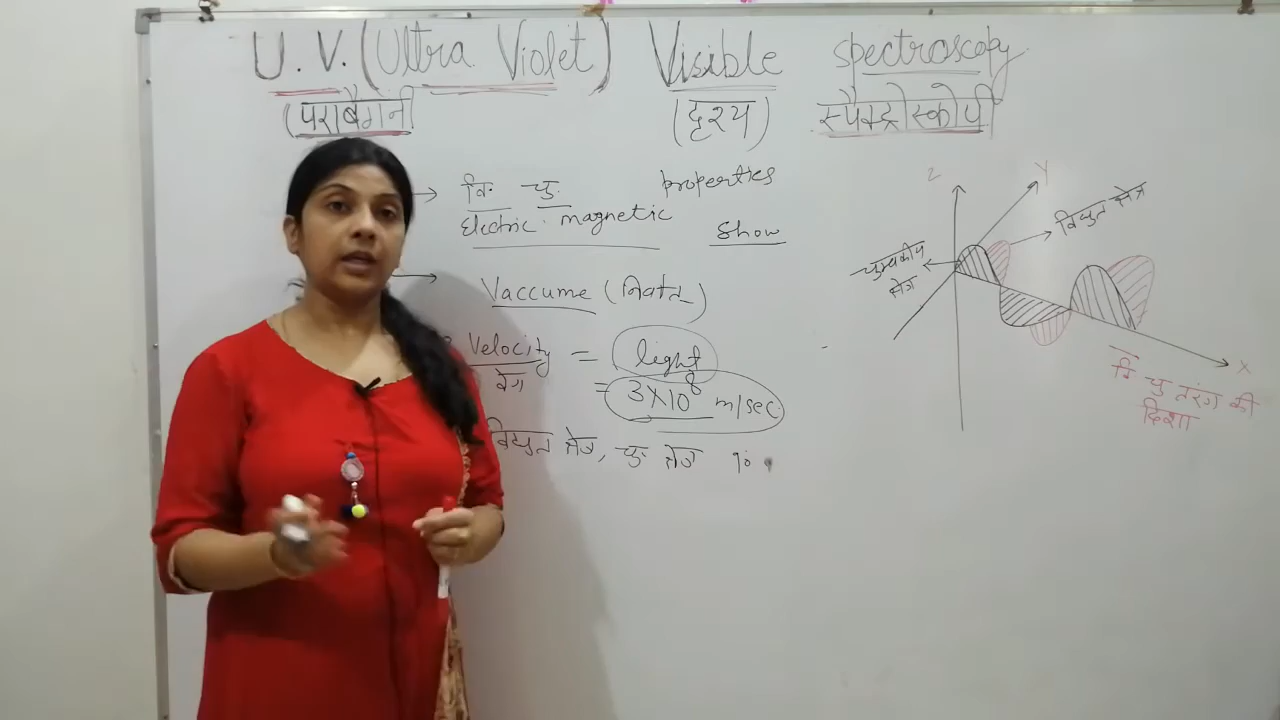 U.V. (Ultra Violet) Visible spectroscopy
(पराबैगनी (दृश्य) स्पैक्ट्रोस्कोपी
→ वि. चु. properties
Electric. magnetic Show
→ Vaccume (निर्वात)
Velocity = light
वेग = 3×10⁸ m/sec.
विद्युत क्षेत्र, चु. क्षेत्र 90
Z
Y
विद्युत क्षेत्र
चुम्बकीय
क्षेत्र
X
वि चु तरंग की
दिशा